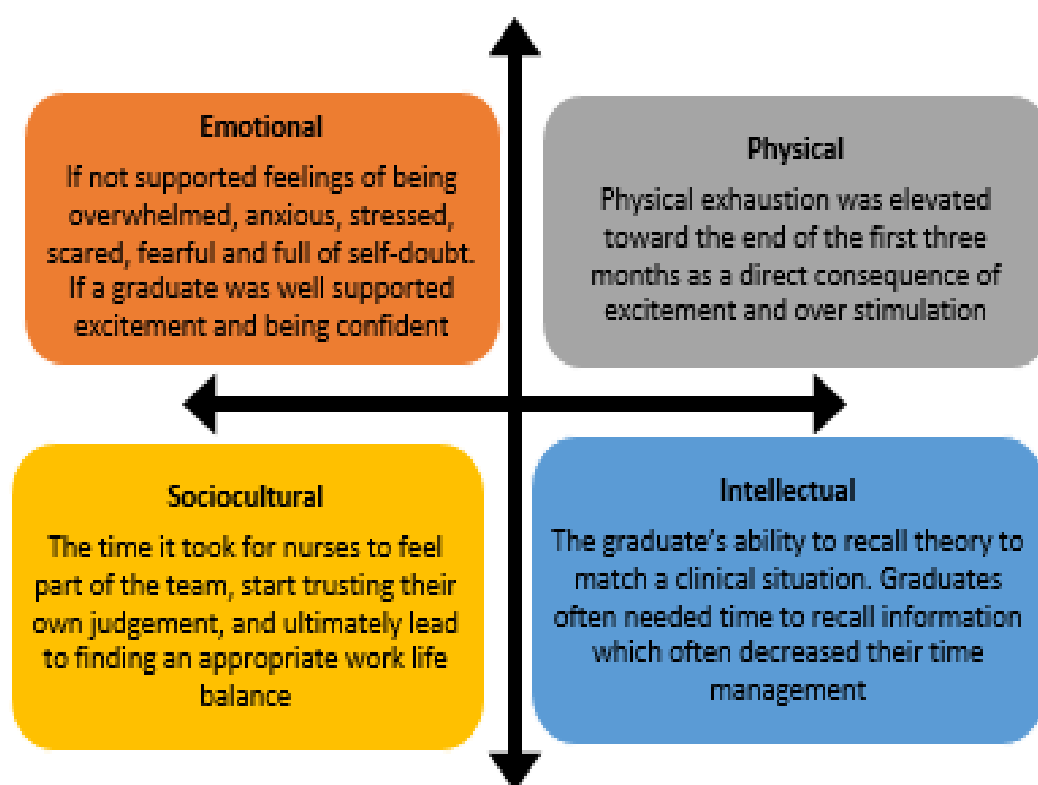 Emotional
If not supported feelings of being
overwhelmed, anxious, stressed,
scared, fearful and full of self-doubt.
If a graduate was well supported
excitement and being confident
Physical
Physical exhaustion was elevated
toward the end of the first three
months as a direct consequence of
excitement and over stimulation
Sociocultural
The time it took for nurses to feel
part of the team, start trusting their
own judgement, and ultimately lead
to finding an appropriate work life
balance
Intellectual
The graduate's ability to recall theory to
match a clinical situation. Graduates
often needed time to recall information
which often decreased their time
management